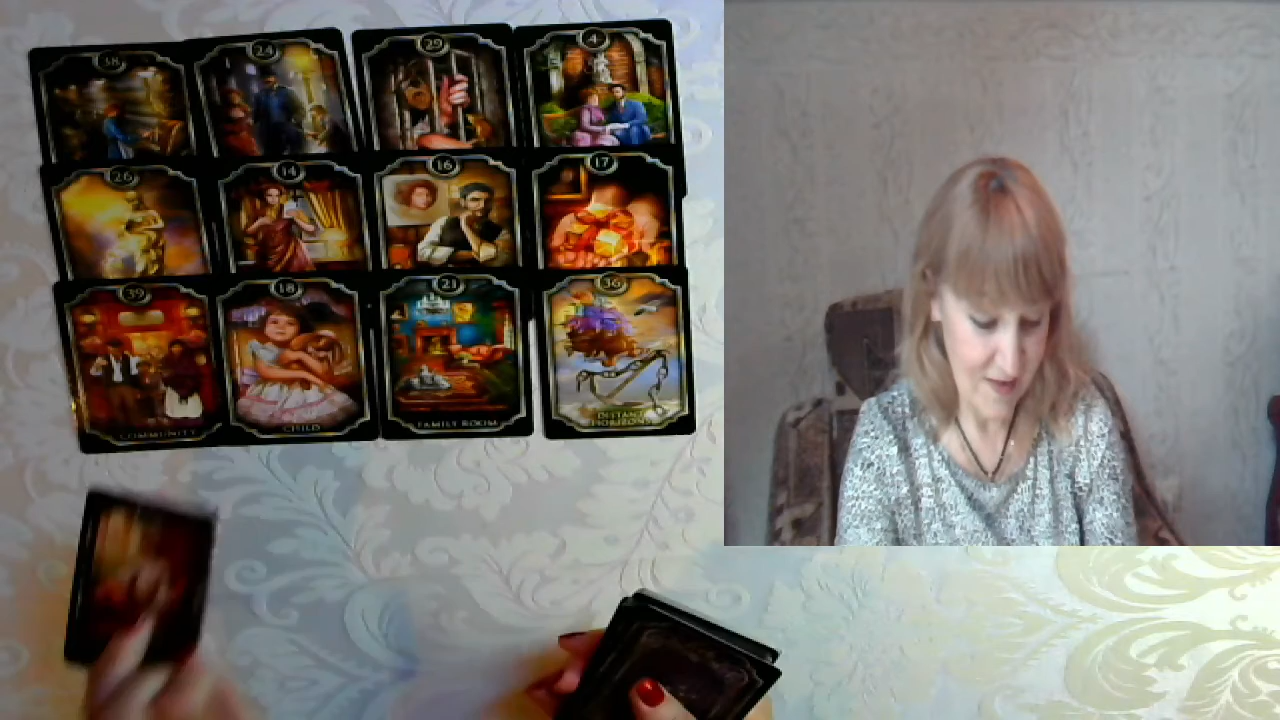 38
24
29
4
26
14
16
17
39
18
21
36
COMMUNITY
CHILD
FAMILY ROOM
DISTANT
HORIZONS